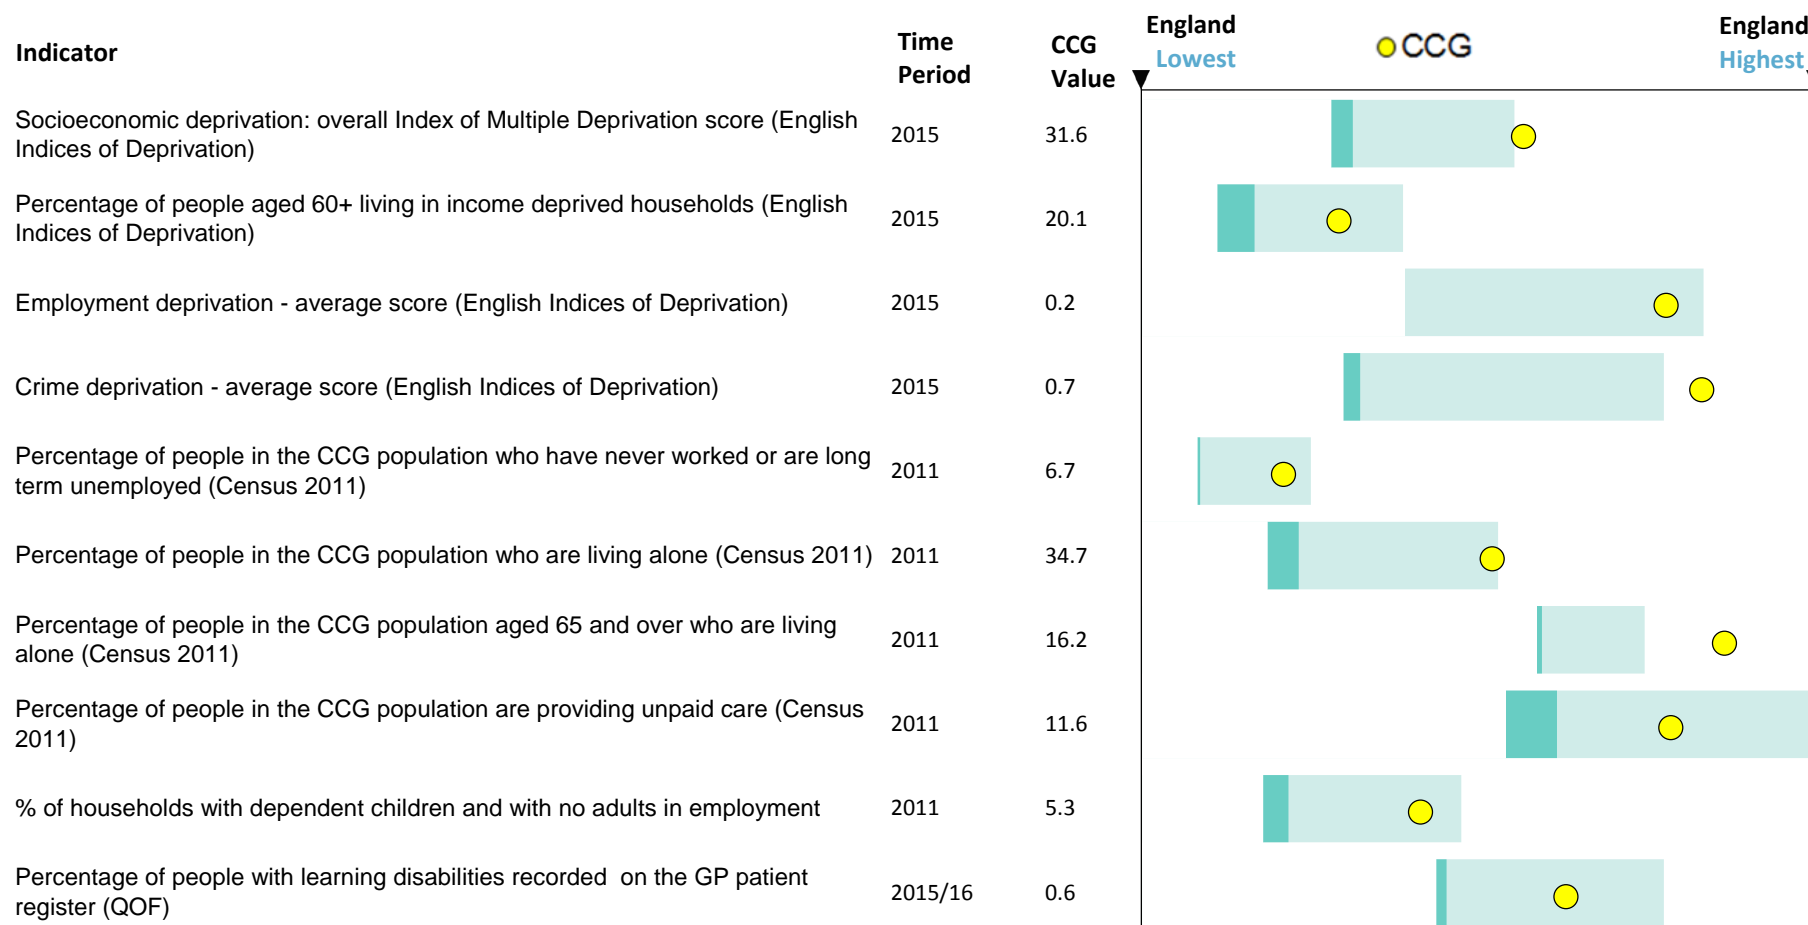 Indicator
Time Period
CCG Value
England Lowest
CCG
England Highest
Socioeconomic deprivation: overall Index of Multiple Deprivation score (English
Indices of Deprivation)
2015
31.6
Percentage of people aged 60+ living in income deprived households (English
Indices of Deprivation)
2015
20.1
Employment deprivation - average score (English Indices of Deprivation)
2015
0.2
Crime deprivation - average score (English Indices of Deprivation)
2015
0.7
Percentage of people in the CCG population who have never worked or are long
term unemployed (Census 2011)
2011
6.7
Percentage of people in the CCG population who are living alone (Census 2011)
2011
34.7
Percentage of people in the CCG population aged 65 and over who are living
alone (Census 2011)
2011
16.2
Percentage of people in the CCG population are providing unpaid care (Census
2011)
2011
11.6
% of households with dependent children and with no adults in employment
2011
5.3
Percentage of people with learning disabilities recorded  on the GP patient
register (QOF)
2015/16
0.6